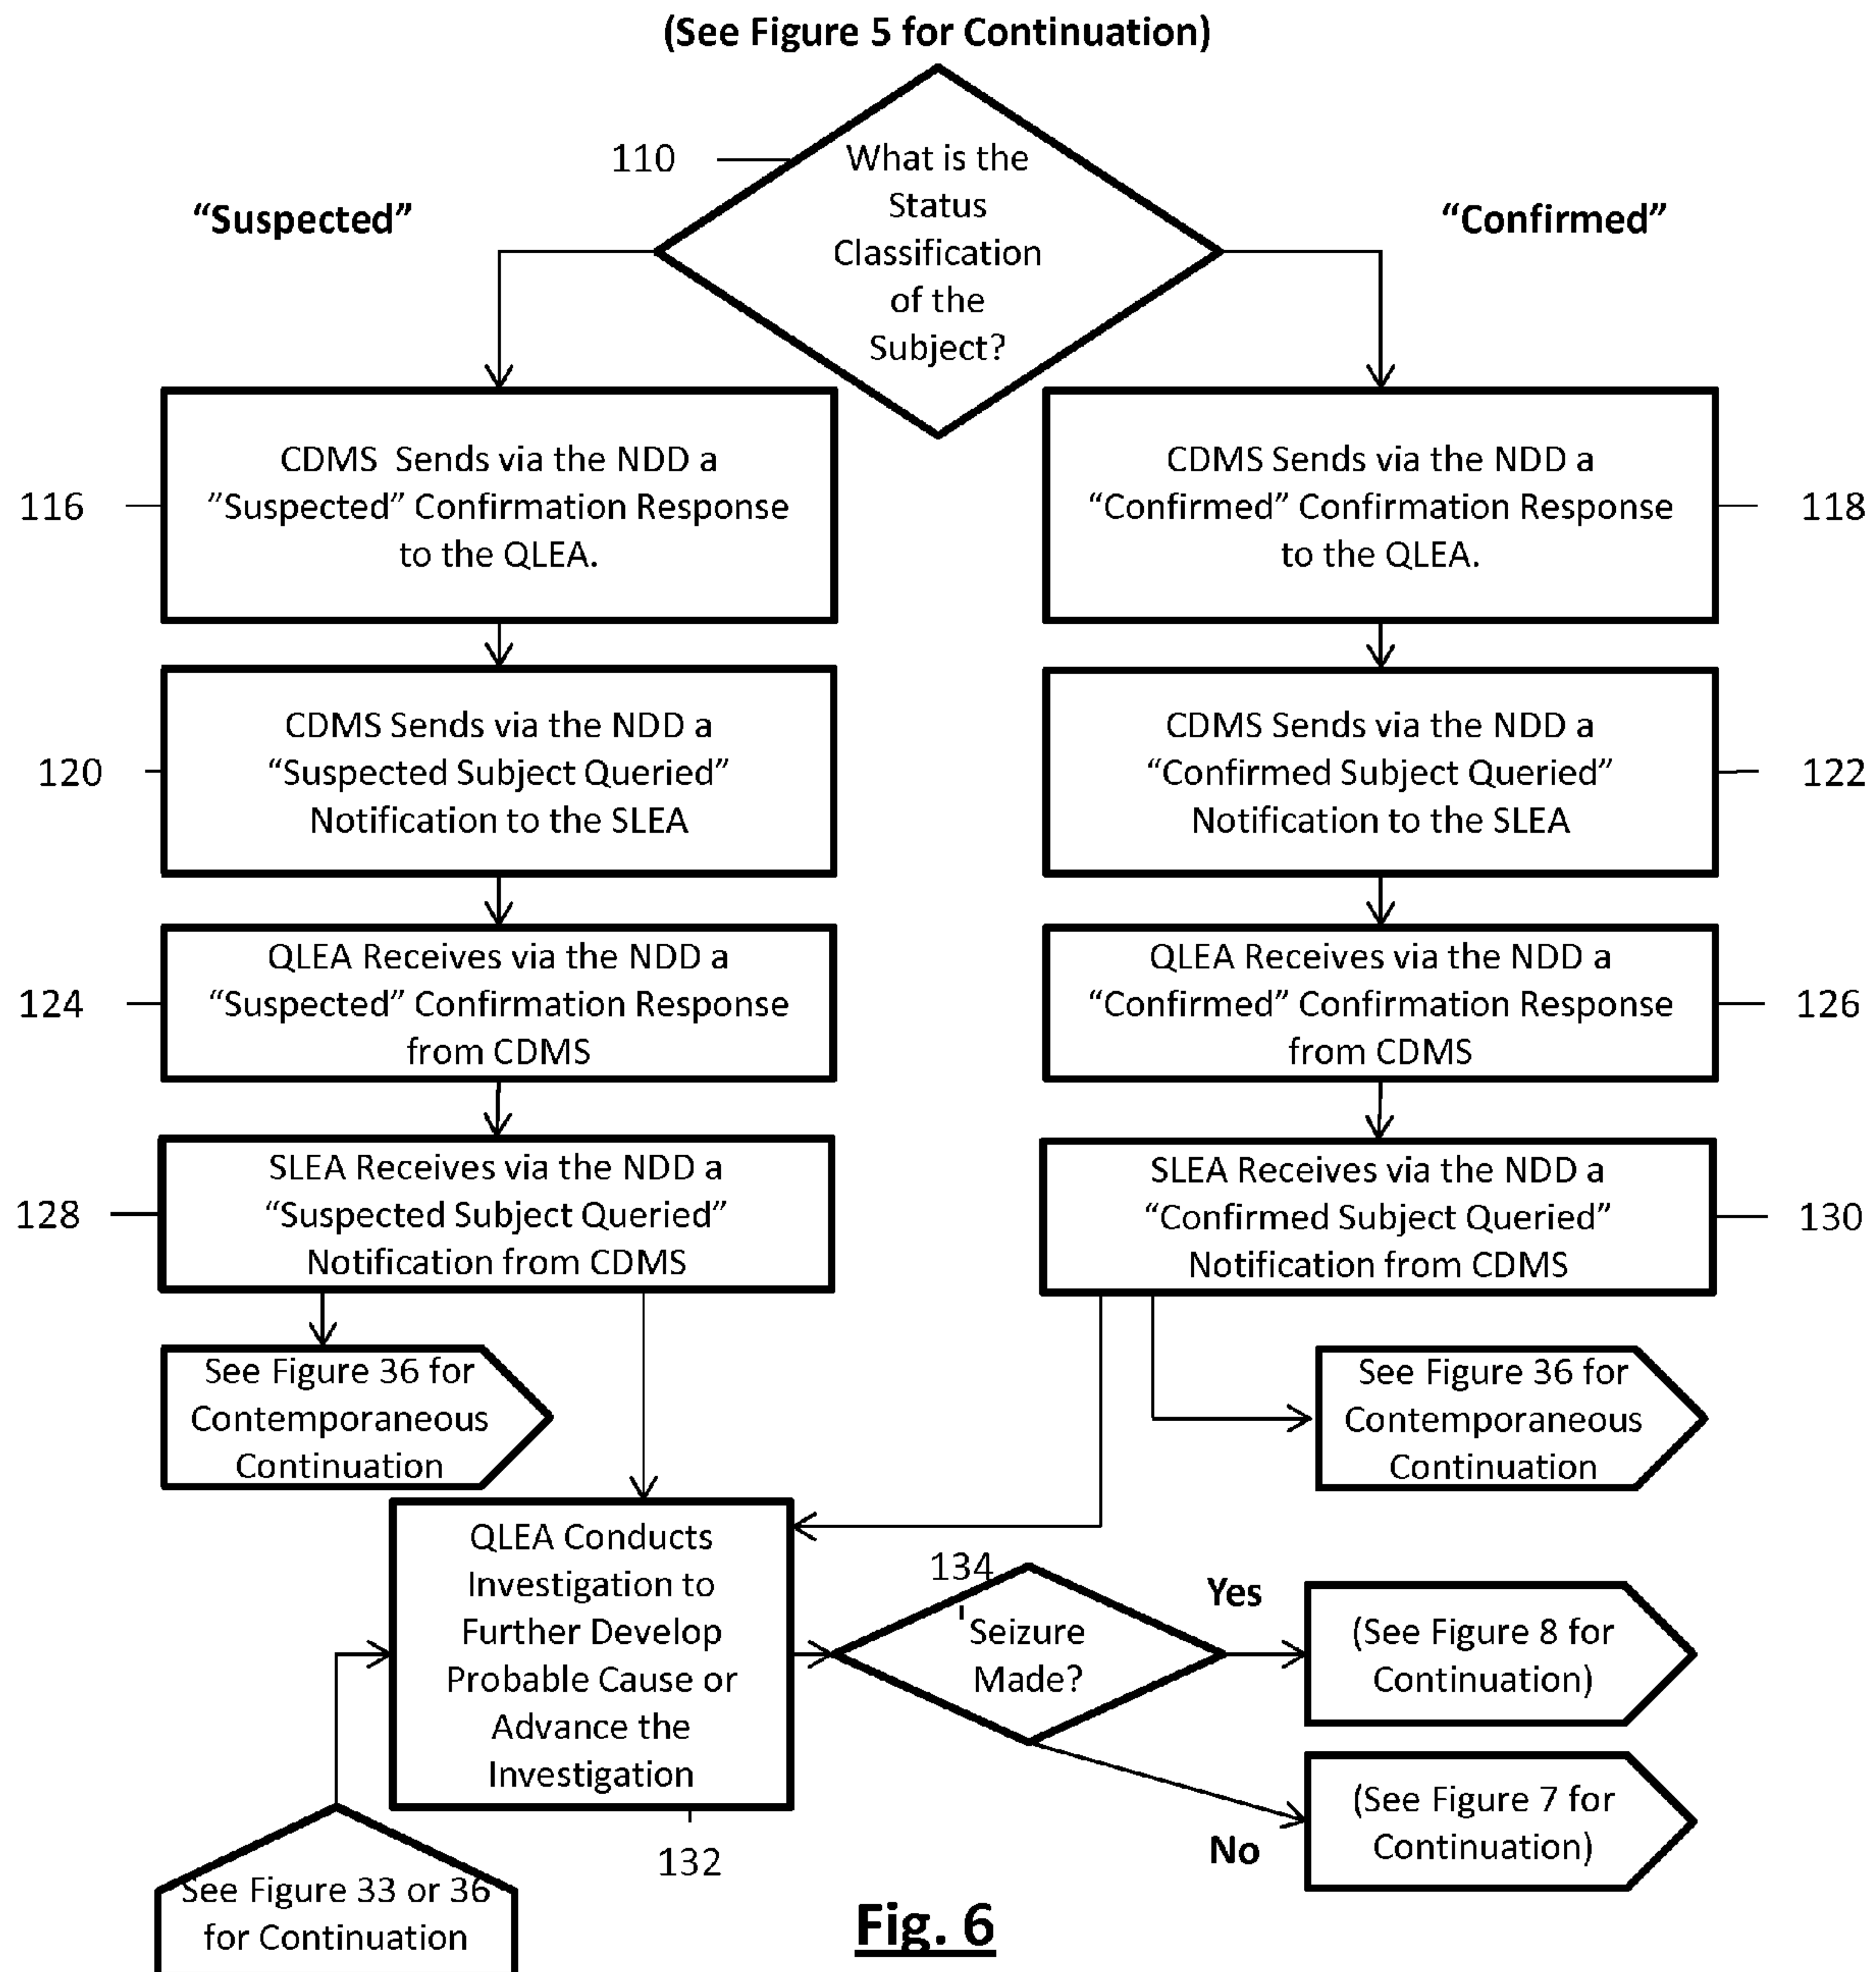 (See Figure 5 for Continuation)
110
What is the
Status
Classification
of the
Subject?
“Suspected”
“Confirmed”
116
CDMS Sends via the NDD a
”Suspected” Confirmation Response
to the QLEA.
CDMS Sends via the NDD a
“Confirmed” Confirmation Response
to the QLEA.
118
120
CDMS Sends via the NDD a
“Suspected Subject Queried”
Notification to the SLEA
CDMS Sends via the NDD a
“Confirmed Subject Queried”
Notification to the SLEA
122
124
QLEA Receives via the NDD a
“Suspected” Confirmation Response
from CDMS
QLEA Receives via the NDD a
“Confirmed” Confirmation Response
from CDMS
126
128
SLEA Receives via the NDD a
“Suspected Subject Queried”
Notification from CDMS
SLEA Receives via the NDD a
“Confirmed Subject Queried”
Notification from CDMS
130
See Figure 36 for
Contemporaneous
Continuation
See Figure 36 for
Contemporaneous
Continuation
QLEA Conducts
Investigation to
Further Develop
Probable Cause or
Advance the
Investigation
132
134
Seizure
Made?
Yes
(See Figure 8 for
Continuation)
No
(See Figure 7 for
Continuation)
See Figure 33 or 36
for Continuation
Fig. 6